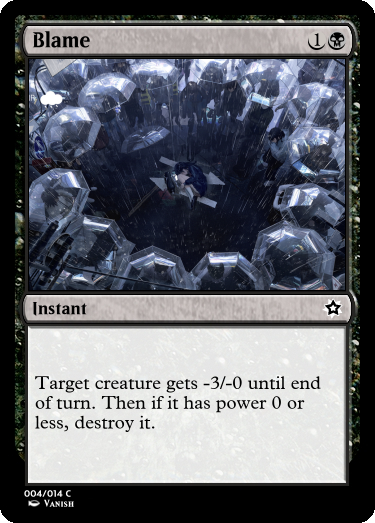 Blame 1
Instant
Target creature gets -3/-0 until end
of turn. Then if it has power 0 or
less, destroy it.
004/014 C
Vanish